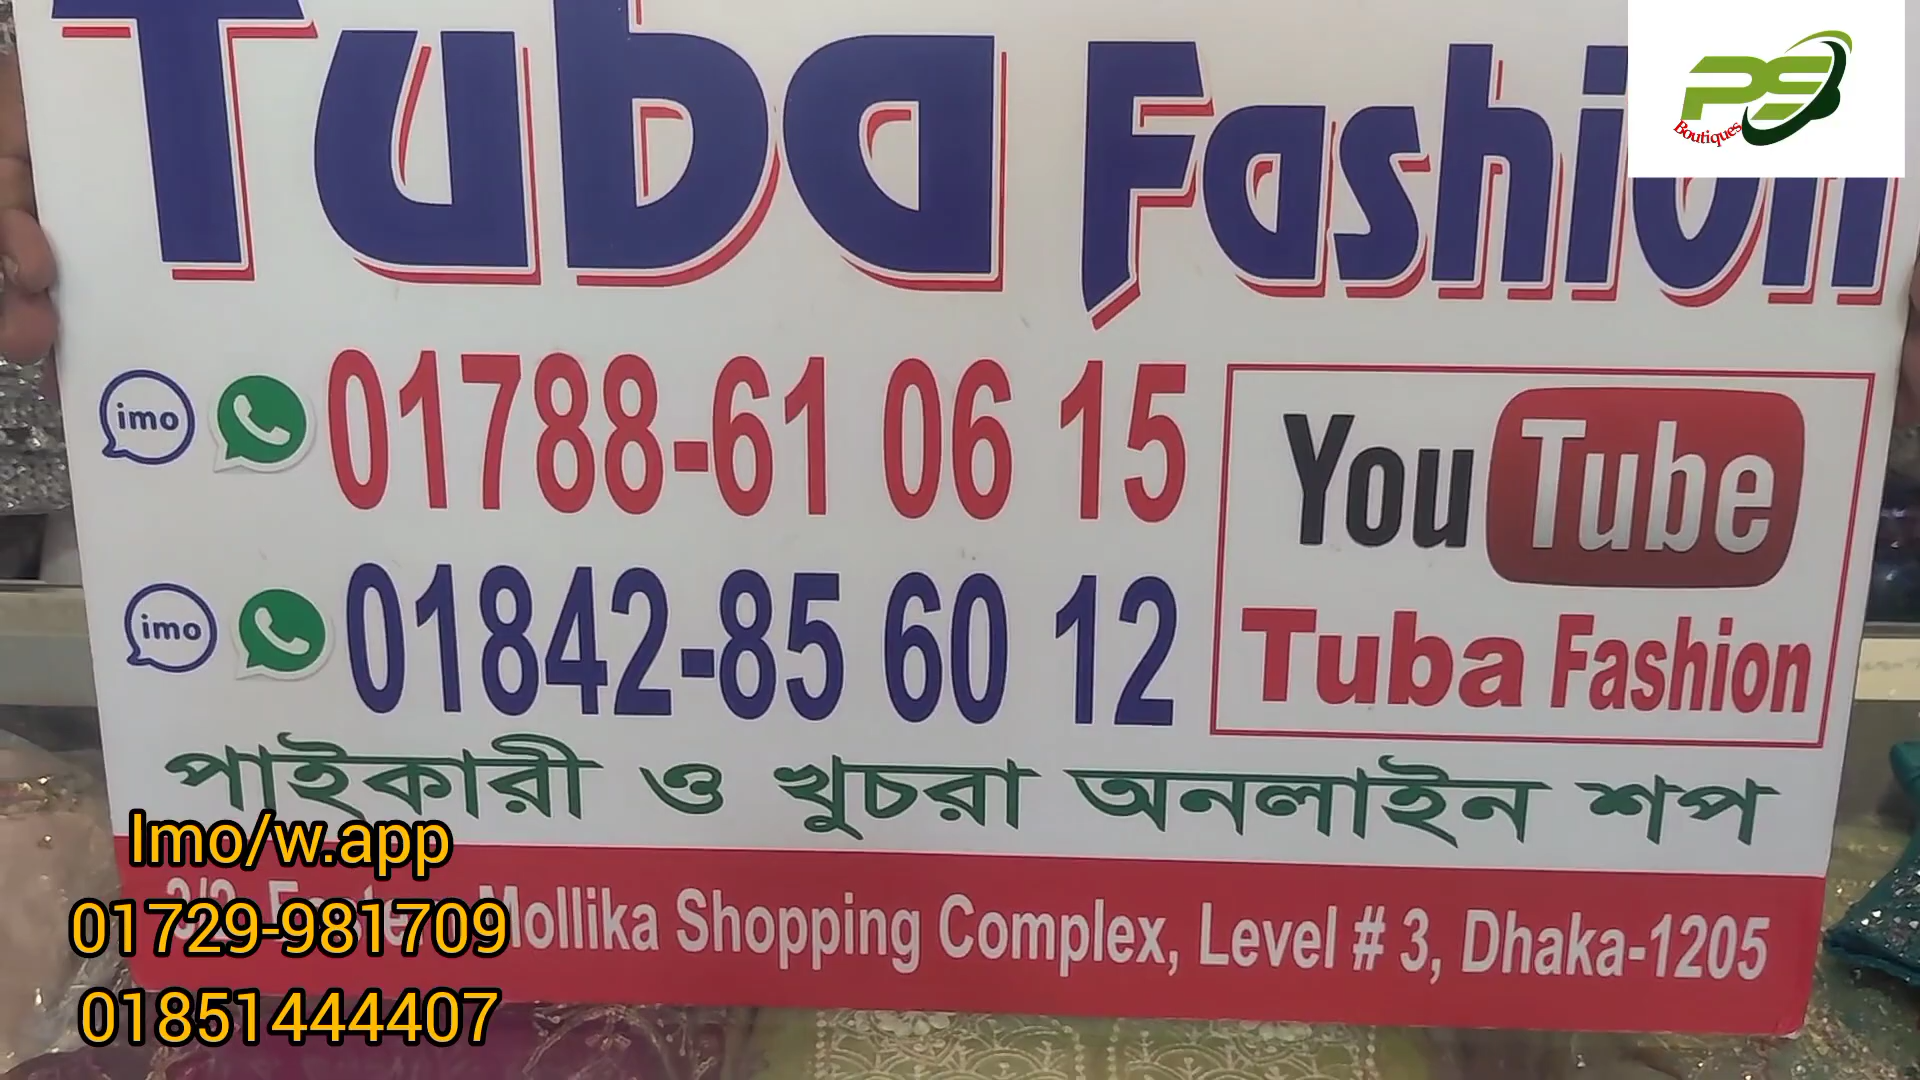 Tuba Fashion
PS
Boutiques
imo 01788-61 06 15
imo 01842-85 60 12
YouTube
Tuba Fashion
পাইকারী ও খুচরা অনলাইন শপ
Mollika Shopping Complex, Level # 3, Dhaka-1205
Imo/w.app
01729-981709
01851444407